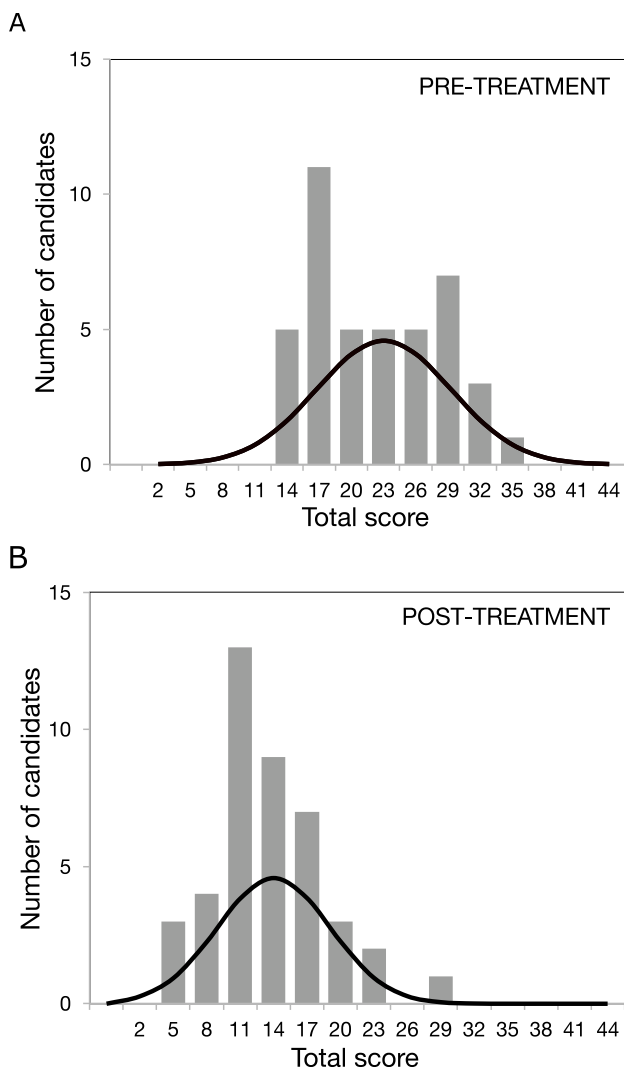 A
PRE-TREATMENT
Number of candidates
15
10
5
0
2 5 8 11 14 17 20 23 26 29 32 35 38 41 44
Total score
B
POST-TREATMENT
Number of candidates
15
10
5
0
2 5 8 11 14 17 20 23 26 29 32 35 38 41 44
Total score